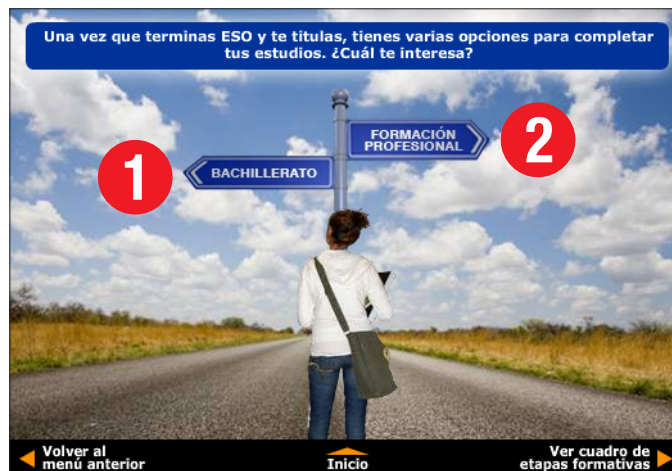 Una vez que terminas ESO y te titulas, tienes varias opciones para completar
tus estudios. ¿Cuál te interesa?
FORMACIÓN
PROFESIONAL
2
1
BACHILLERATO
Volver al
menú anterior
Inicio
Ver cuadro de
etapas formativas